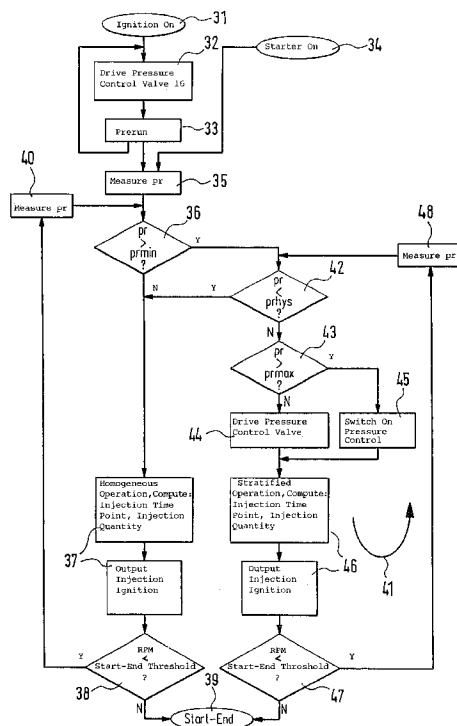 Ignition On
31
32
Starter On
34
Drive Pressure
Control Valve 16
Prerun
33
40
Measure pr
35
Measure pr
36
48
pr
>
prmin
?
Y
Measure pr
42
N
Y
pr
<
prhys
?
43
N
pr
>
prmax
?
Y
45
N
44
Drive Pressure
Control Valve
Switch On
Pressure
Control
Homogeneous
Operation,Compute:
Injection Time
Point, Injection
Quantity
Stratified
Operation,Compute:
Injection Time
Point, Injection
Quantity
37
46
41
Output
Injection
Ignition
Output
Injection
Ignition
RPM
<
Start-End Threshold
?
RPM
<
Start-End Threshold
?
Y
Y
38
39
47
N
N
Start-End